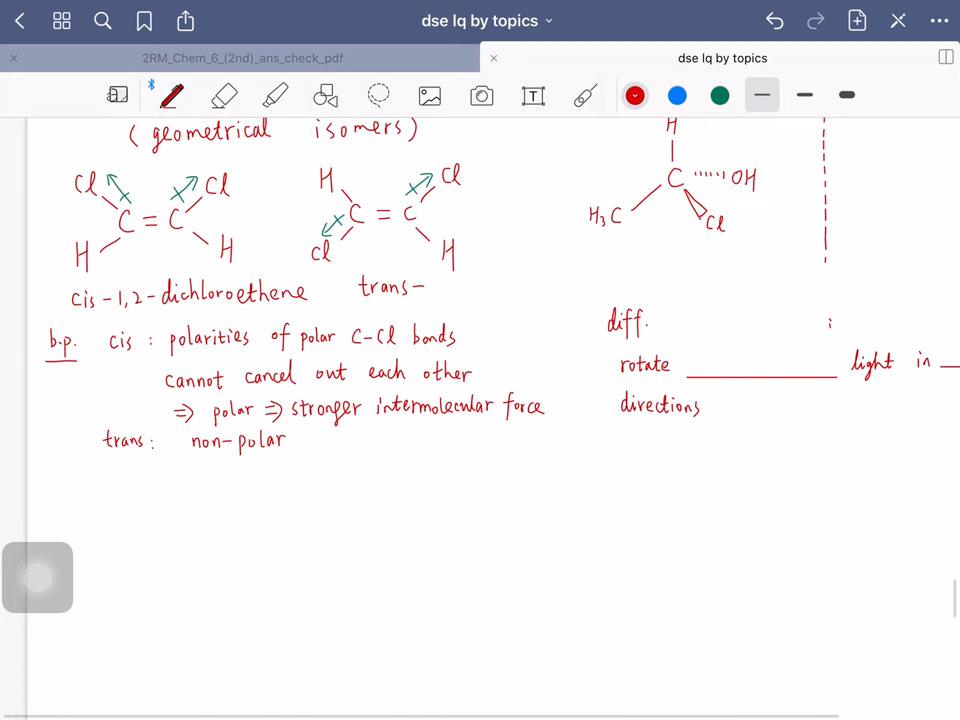 dse lq by topics
2RM_Chem_6_(2nd)_ans_check_pdf
dse lq by topics
T
(geometrical isomers)
Cl Cl
C = C
H H
H Cl
C = C
Cl H
cis-1,2-dichloroethene trans-
b.p. cis : polarities of polar C-Cl bonds
cannot cancel out each other
⇒ polar ⇒ stronger intermolecular force
trans: non-polar
H
C OH
H3C Cl
diff.
rotate ______ light in _
directions